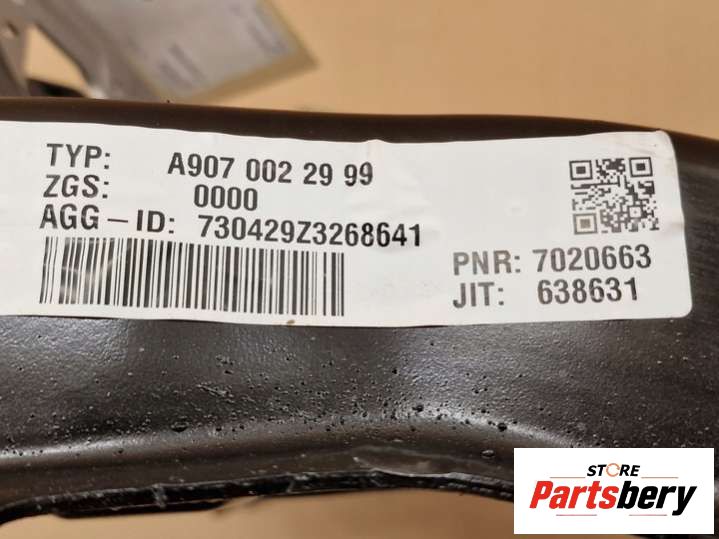 TYP: A907 002 29 99
ZGS: 0000
AGG-ID: 730429Z3268641
PNR: 7020663
JIT: 638631
STORE
Partsbery